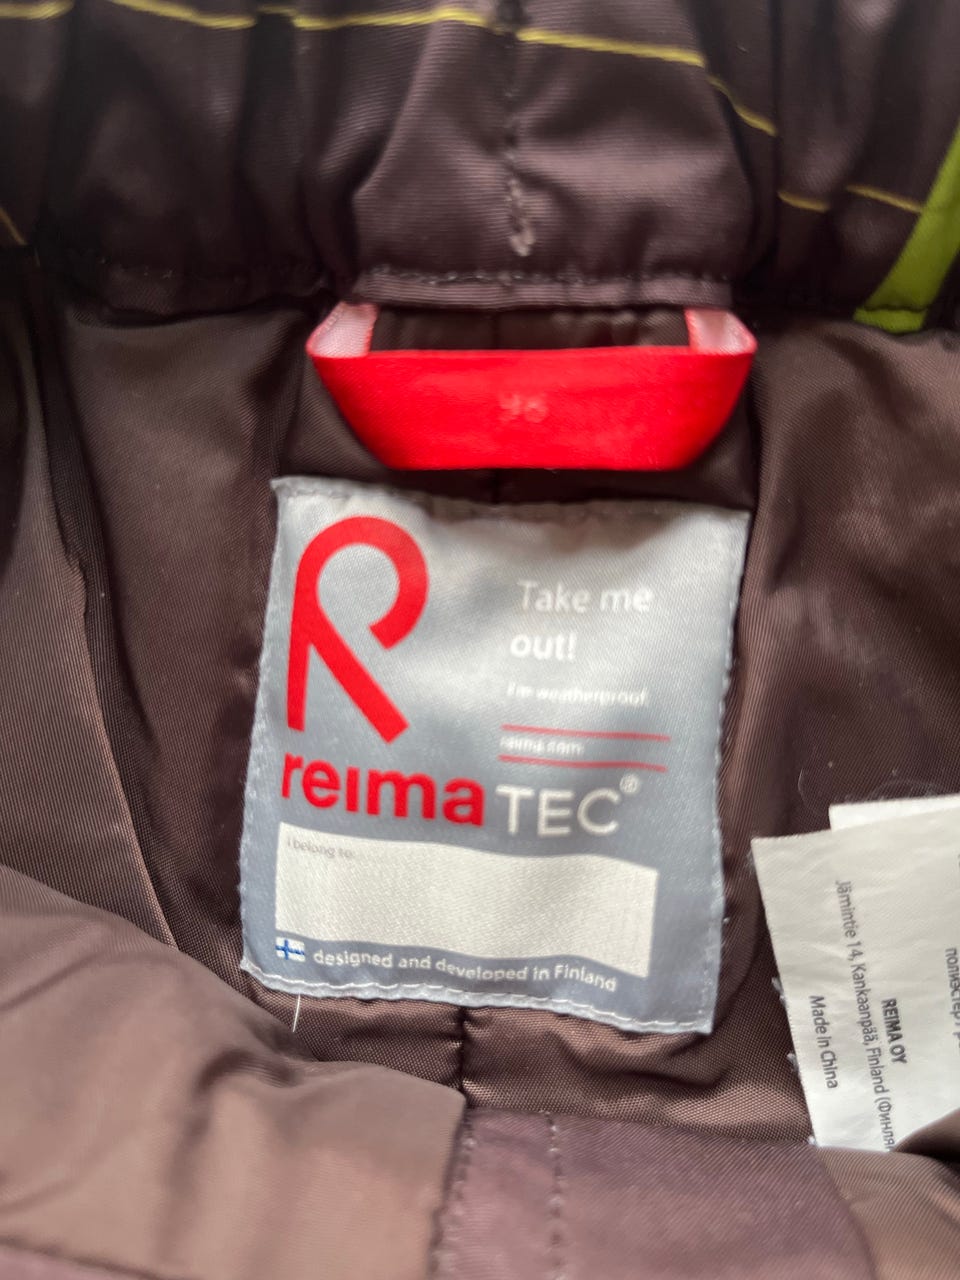 Take me
out!
I'm weatherproof.
reima.com
reima TEC®
I belong to:
designed and developed in Finland
REIMA OY
Jämintie 14, Kankaanpää, Finland
Made in China